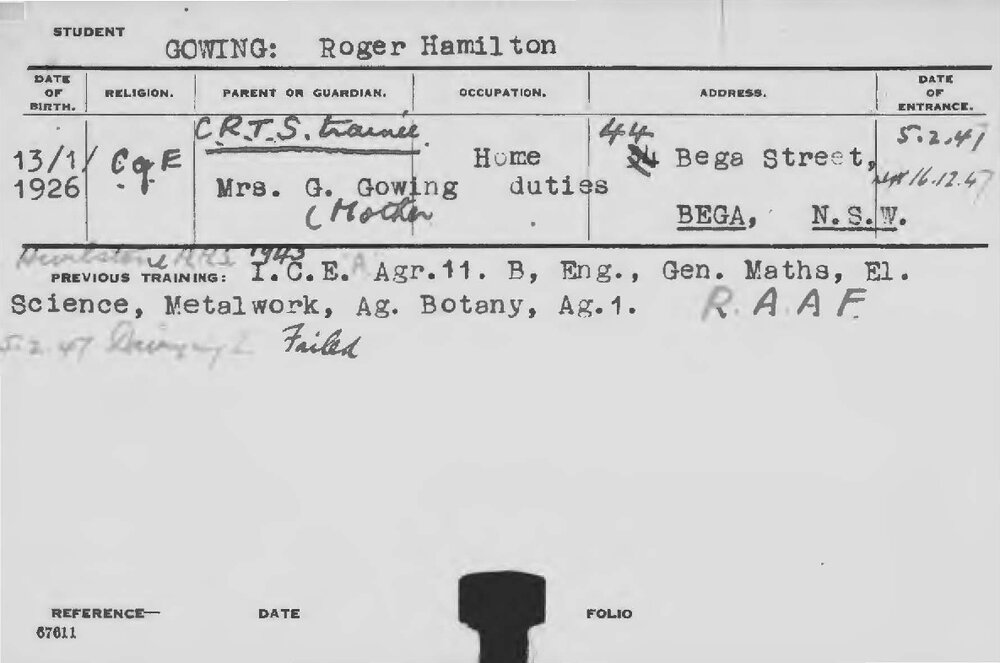 STUDENT
GOWING: Roger Hamilton
DATE OF BIRTH. RELIGION. PARENT OR GUARDIAN. OCCUPATION. ADDRESS. DATE OF ENTRANCE.
C.R.T.S. trainee 44 5.2.47
13/1/ C of E Home Bega Street,
1926 Mrs. G. Gowing duties 16.12.47
(Mother BEGA, N.S.W.
1943
PREVIOUS TRAINING: I.C.E. "A" Agr.11. B, Eng., Gen. Maths, El.
Science, Metalwork, Ag. Botany, Ag.1. R.A.A.F
5.2.47 Failed
REFERENCE— DATE FOLIO
67611